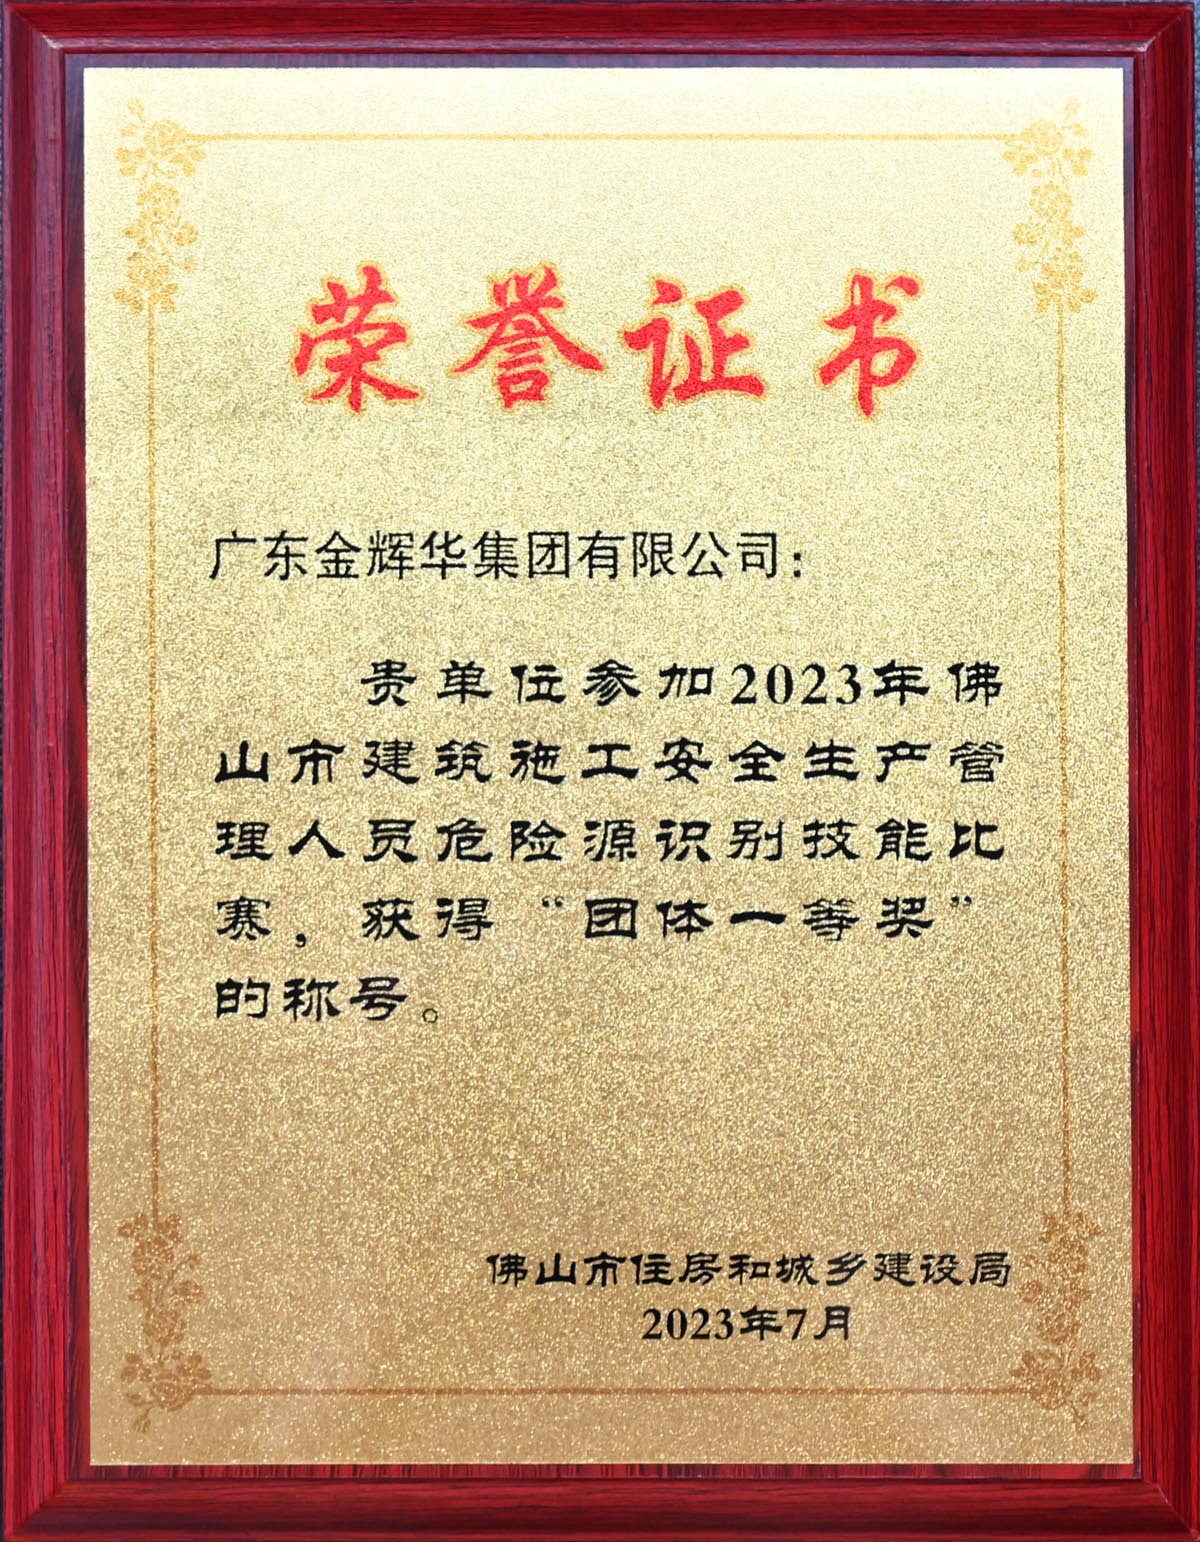 荣誉证书
广东金辉华集团有限公司：
贵单位参加2023年佛
山市建筑施工安全生产管
理人员危险源识别技能比
赛，获得“团体一等奖”
的称号。
佛山市住房和城乡建设局
2023年7月